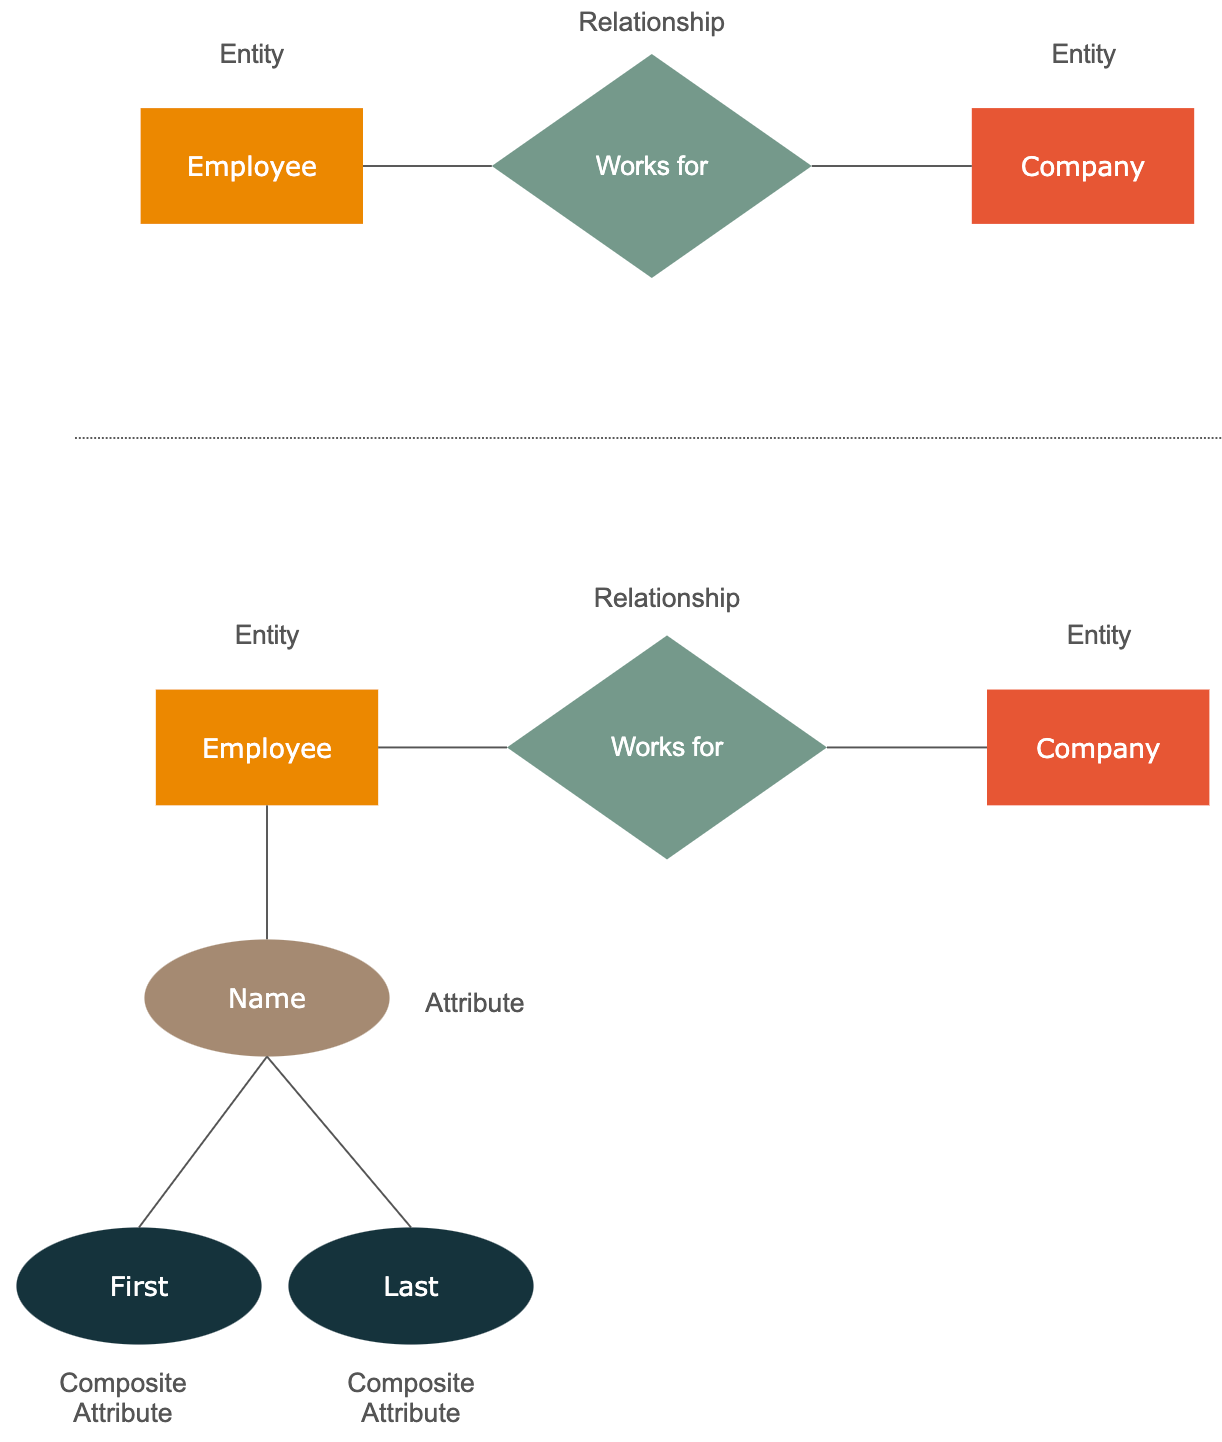 Relationship
Entity
Entity
Employee
Works for
Company
Relationship
Entity
Entity
Employee
Works for
Company
Name
Attribute
First
Last
Composite
Attribute
Composite
Attribute